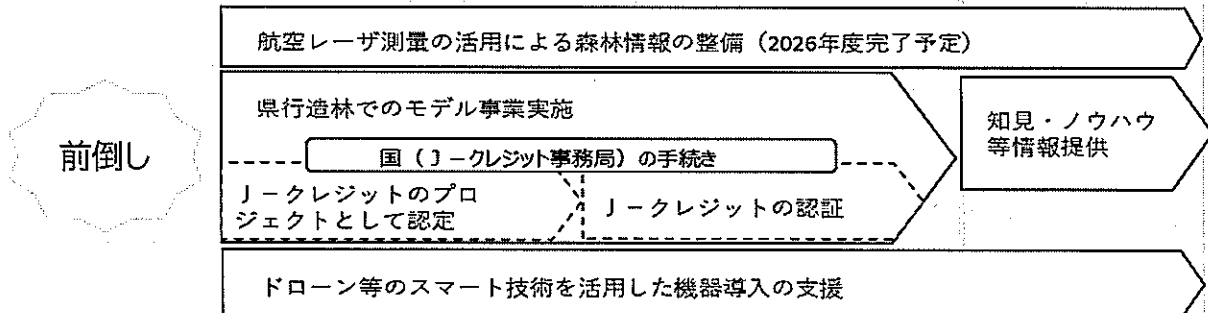 航空レーザ測量の活用による森林情報の整備（2026年度完了予定）
前倒し
県行造林でのモデル事業実施
国（Ｊ－クレジット事務局）の手続き
Ｊ－クレジットのプロ
ジェクトとして認定
Ｊ－クレジットの認証
知見・ノウハウ
等情報提供
ドローン等のスマート技術を活用した機器導入の支援